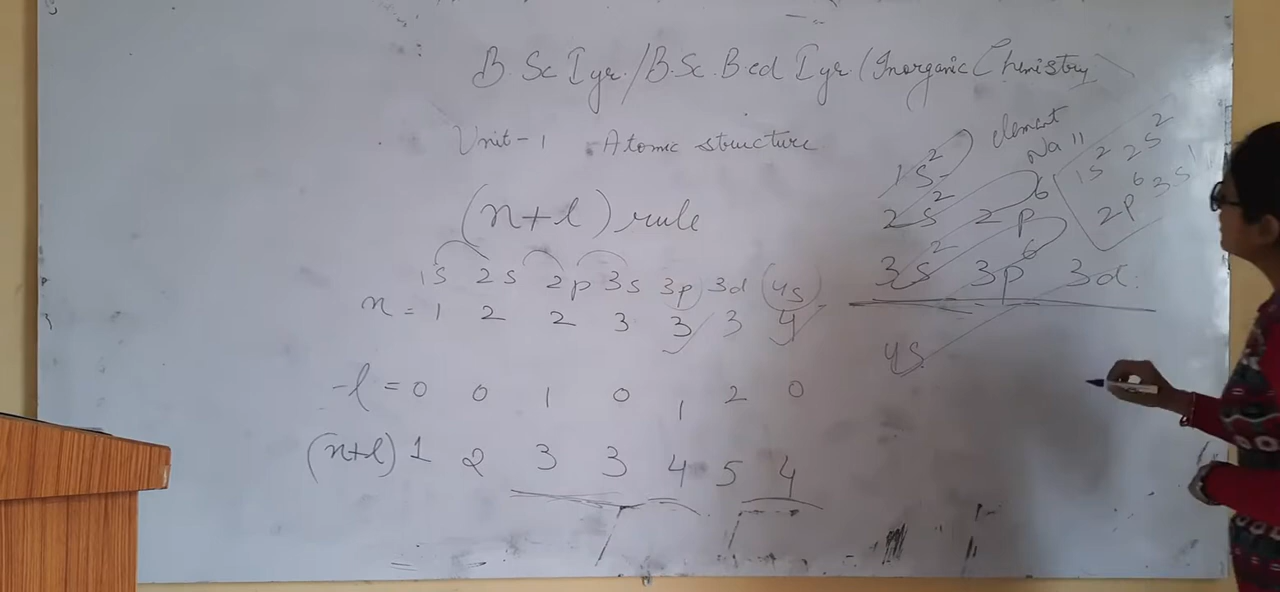 B.Sc I yr./B.Sc.B.ed I yr (Inorganic Chemistry)
Unit-1 Atomic structure
(n+l) rule
1s 2s 2p 3s 3p 3d (4s)
n = 1 2 2 3 3 3 4
l = 0 0 1 0 1 2 0
(n+l) 1 2 3 3 4 5 4
element
Na 11
1s²
2s² 2p⁶
3s² 3p⁶ 3d
4s
1s² 2s²
2p⁶ 3s¹